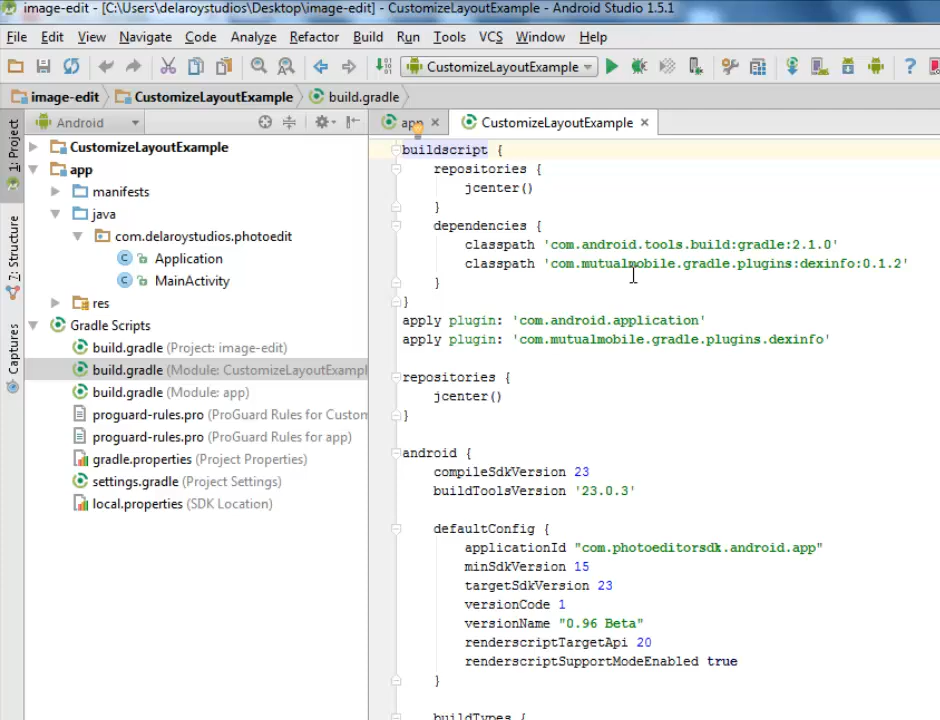 image-edit - [C:\Users\delaroystudios\Desktop\image-edit] - CustomizeLayoutExample - Android Studio 1.5.1
File Edit View Navigate Code Analyze Refactor Build Run Tools VCS Window Help
CustomizeLayoutExample
image-edit CustomizeLayoutExample build.gradle
1: Project
7: Structure
Captures
Android
CustomizeLayoutExample
app
manifests
java
com.delaroystudios.photoedit
Application
MainActivity
res
Gradle Scripts
build.gradle (Project: image-edit)
build.gradle (Module: CustomizeLayoutExampl
build.gradle (Module: app)
proguard-rules.pro (ProGuard Rules for Custom
proguard-rules.pro (ProGuard Rules for app)
gradle.properties (Project Properties)
settings.gradle (Project Settings)
local.properties (SDK Location)
app CustomizeLayoutExample
buildscript {
repositories {
jcenter()
}
dependencies {
classpath 'com.android.tools.build:gradle:2.1.0'
classpath 'com.mutualmobile.gradle.plugins:dexinfo:0.1.2'
}
}
apply plugin: 'com.android.application'
apply plugin: 'com.mutualmobile.gradle.plugins.dexinfo'
repositories {
jcenter()
}
android {
compileSdkVersion 23
buildToolsVersion '23.0.3'
defaultConfig {
applicationId "com.photoeditorsdk.android.app"
minSdkVersion 15
targetSdkVersion 23
versionCode 1
versionName "0.96 Beta"
renderscriptTargetApi 20
renderscriptSupportModeEnabled true
}
buildTypes {